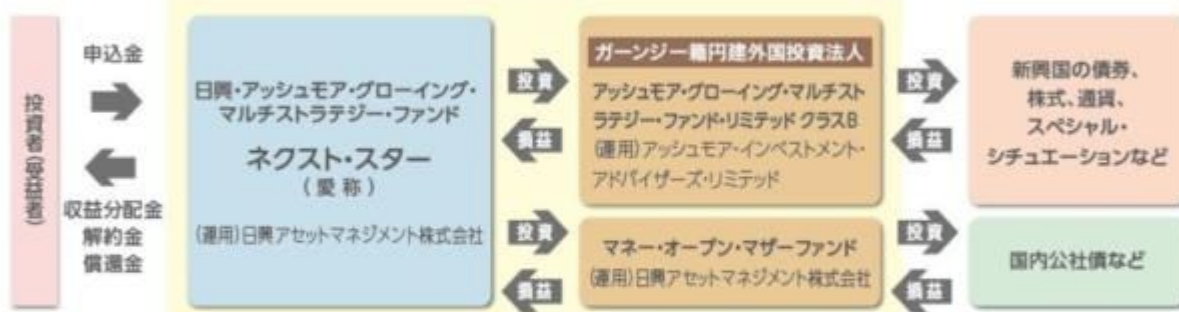 投資者(受益者)
申込金
収益分配金
解約金
償還金
日興・アッシュモア・グローイング・
マルチストラテジー・ファンド
ネクスト・スター
(愛称)
(運用)日興アセットマネジメント株式会社
投資
損益
投資
損益
ガーンジー籍円建外国投資法人
アッシュモア・グローイング・マルチスト
ラテジー・ファンド・リミテッド クラスB
(運用)アッシュモア・インベストメント・
アドバイザーズ・リミテッド
マネー・オープン・マザーファンド
(運用)日興アセットマネジメント株式会社
投資
損益
投資
損益
新興国の債券、
株式、通貨、
スペシャル・
シチュエーションなど
国内公社債など